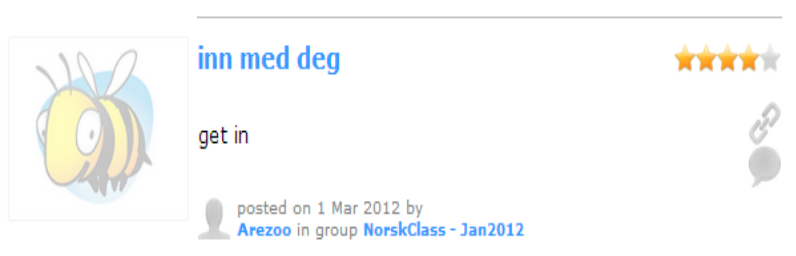 inn med deg
get in
posted on 1 Mar 2012 by
Arezoo in group NorskClass - Jan2012